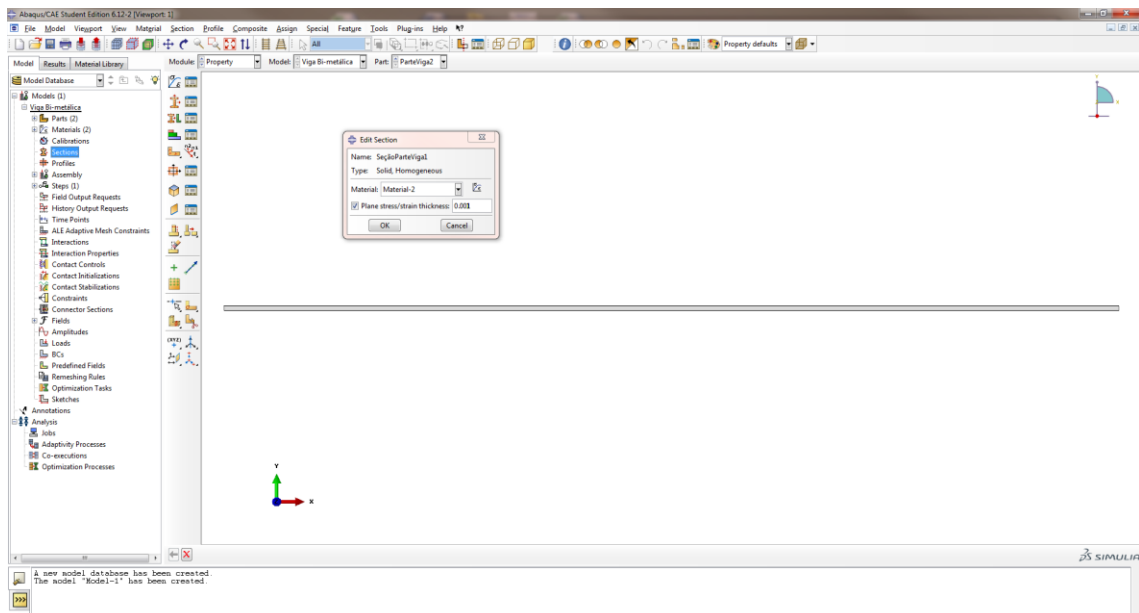 Abaqus/CAE Student Edition 6.12-2 [Viewport: 1]
File Model Viewport View Material Section Profile Composite Assign Special Feature Tools Plug-ins Help
All
Property defaults
Model Results Material Library
Module: Property Model: Viga Bi-metálica Part: ParteViga2
Model Database
Models (1)
Viga Bi-metálica
Parts (2)
Materials (2)
Calibrations
Sections
Profiles
Assembly
Steps (1)
Field Output Requests
History Output Requests
Time Points
ALE Adaptive Mesh Constraints
Interactions
Interaction Properties
Contact Controls
Contact Initializations
Contact Stabilizations
Constraints
Connector Sections
Fields
Amplitudes
Loads
BCs
Predefined Fields
Remeshing Rules
Optimization Tasks
Sketches
Annotations
Analysis
Jobs
Adaptivity Processes
Co-executions
Optimization Processes
(XYZ)
Edit Section
Name: SeçãoParteViga1
Type: Solid, Homogeneous
Material: Material-2
Plane stress/strain thickness: 0.001
OK Cancel
Y
X
SIMULIA
A new model database has been created.
The model "Model-1" has been created.
>>>